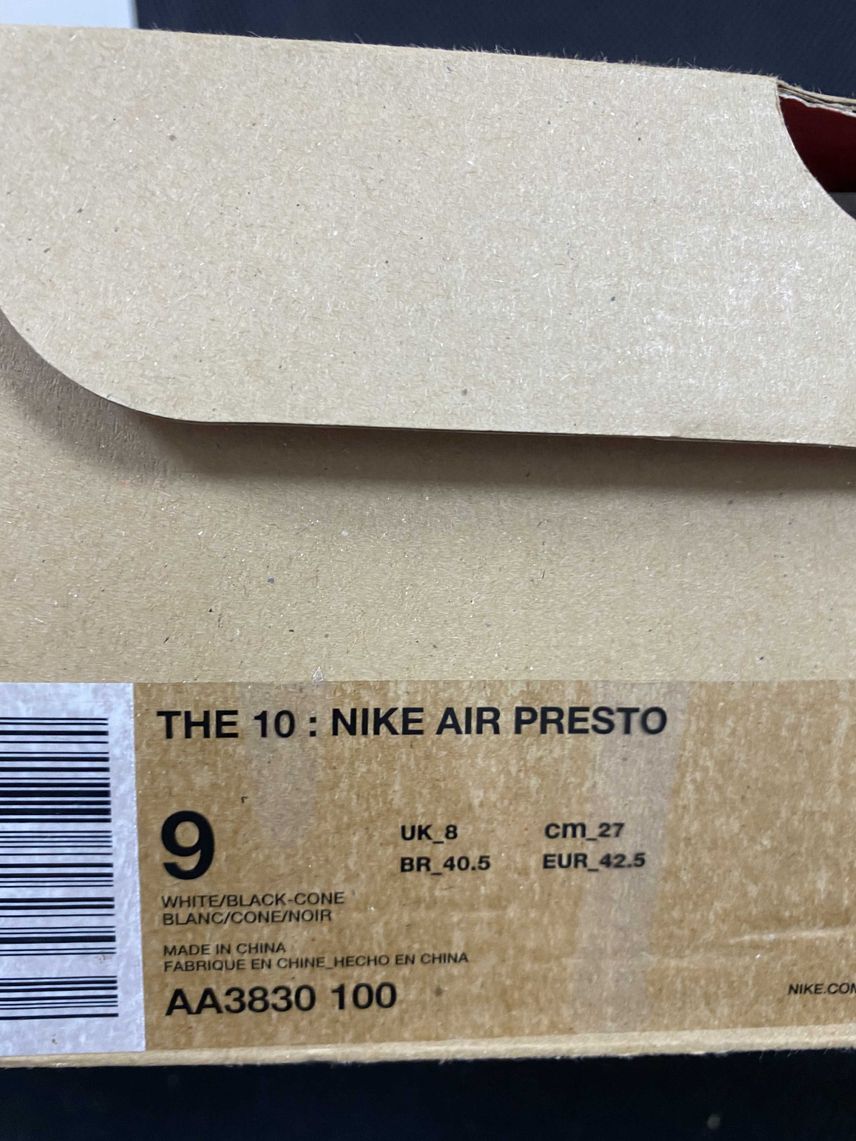 THE 10 : NIKE AIR PRESTO
9
UK_8 cm_27
BR_40.5 EUR_42.5
WHITE/BLACK-CONE
BLANC/CONE/NOIR
MADE IN CHINA
FABRIQUE EN CHINE_HECHO EN CHINA
AA3830 100
NIKE.COM